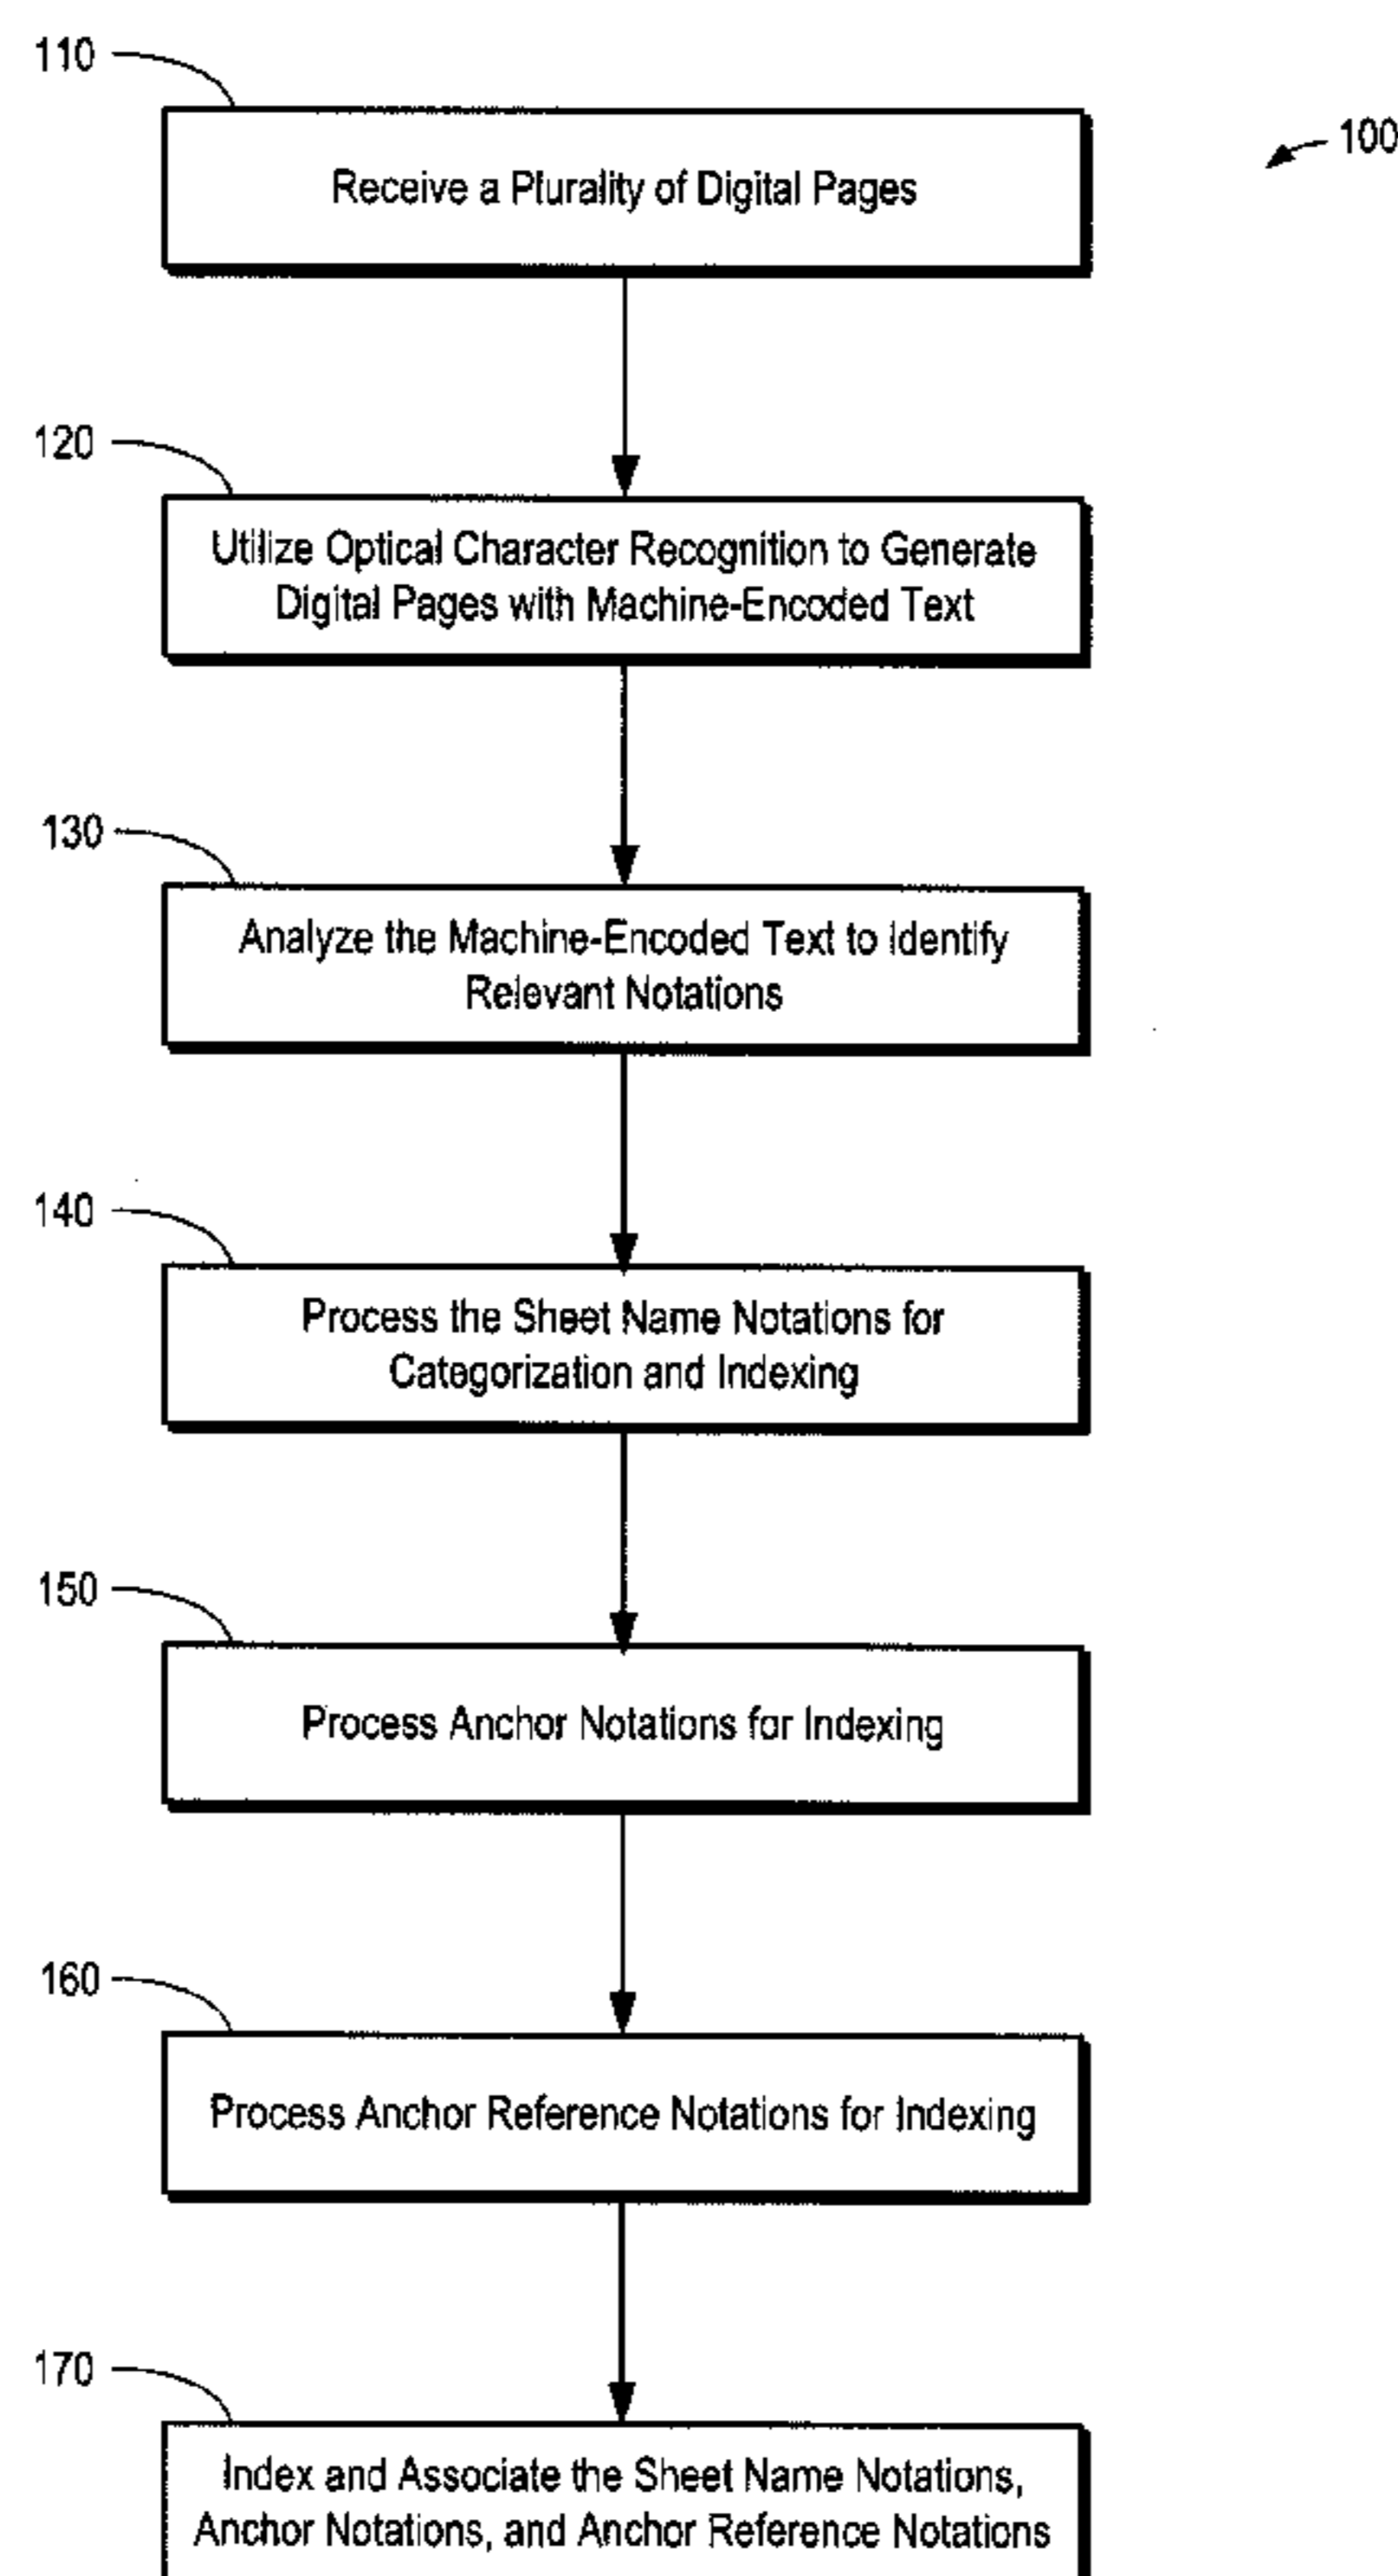 110
100
Receive a Plurality of Digital Pages
120
Utilize Optical Character Recognition to Generate
Digital Pages with Machine-Encoded Text
130
Analyze the Machine-Encoded Text to Identify
Relevant Notations
140
Process the Sheet Name Notations for
Categorization and Indexing
150
Process Anchor Notations for Indexing
160
Process Anchor Reference Notations for Indexing
170
Index and Associate the Sheet Name Notations,
Anchor Notations, and Anchor Reference Notations